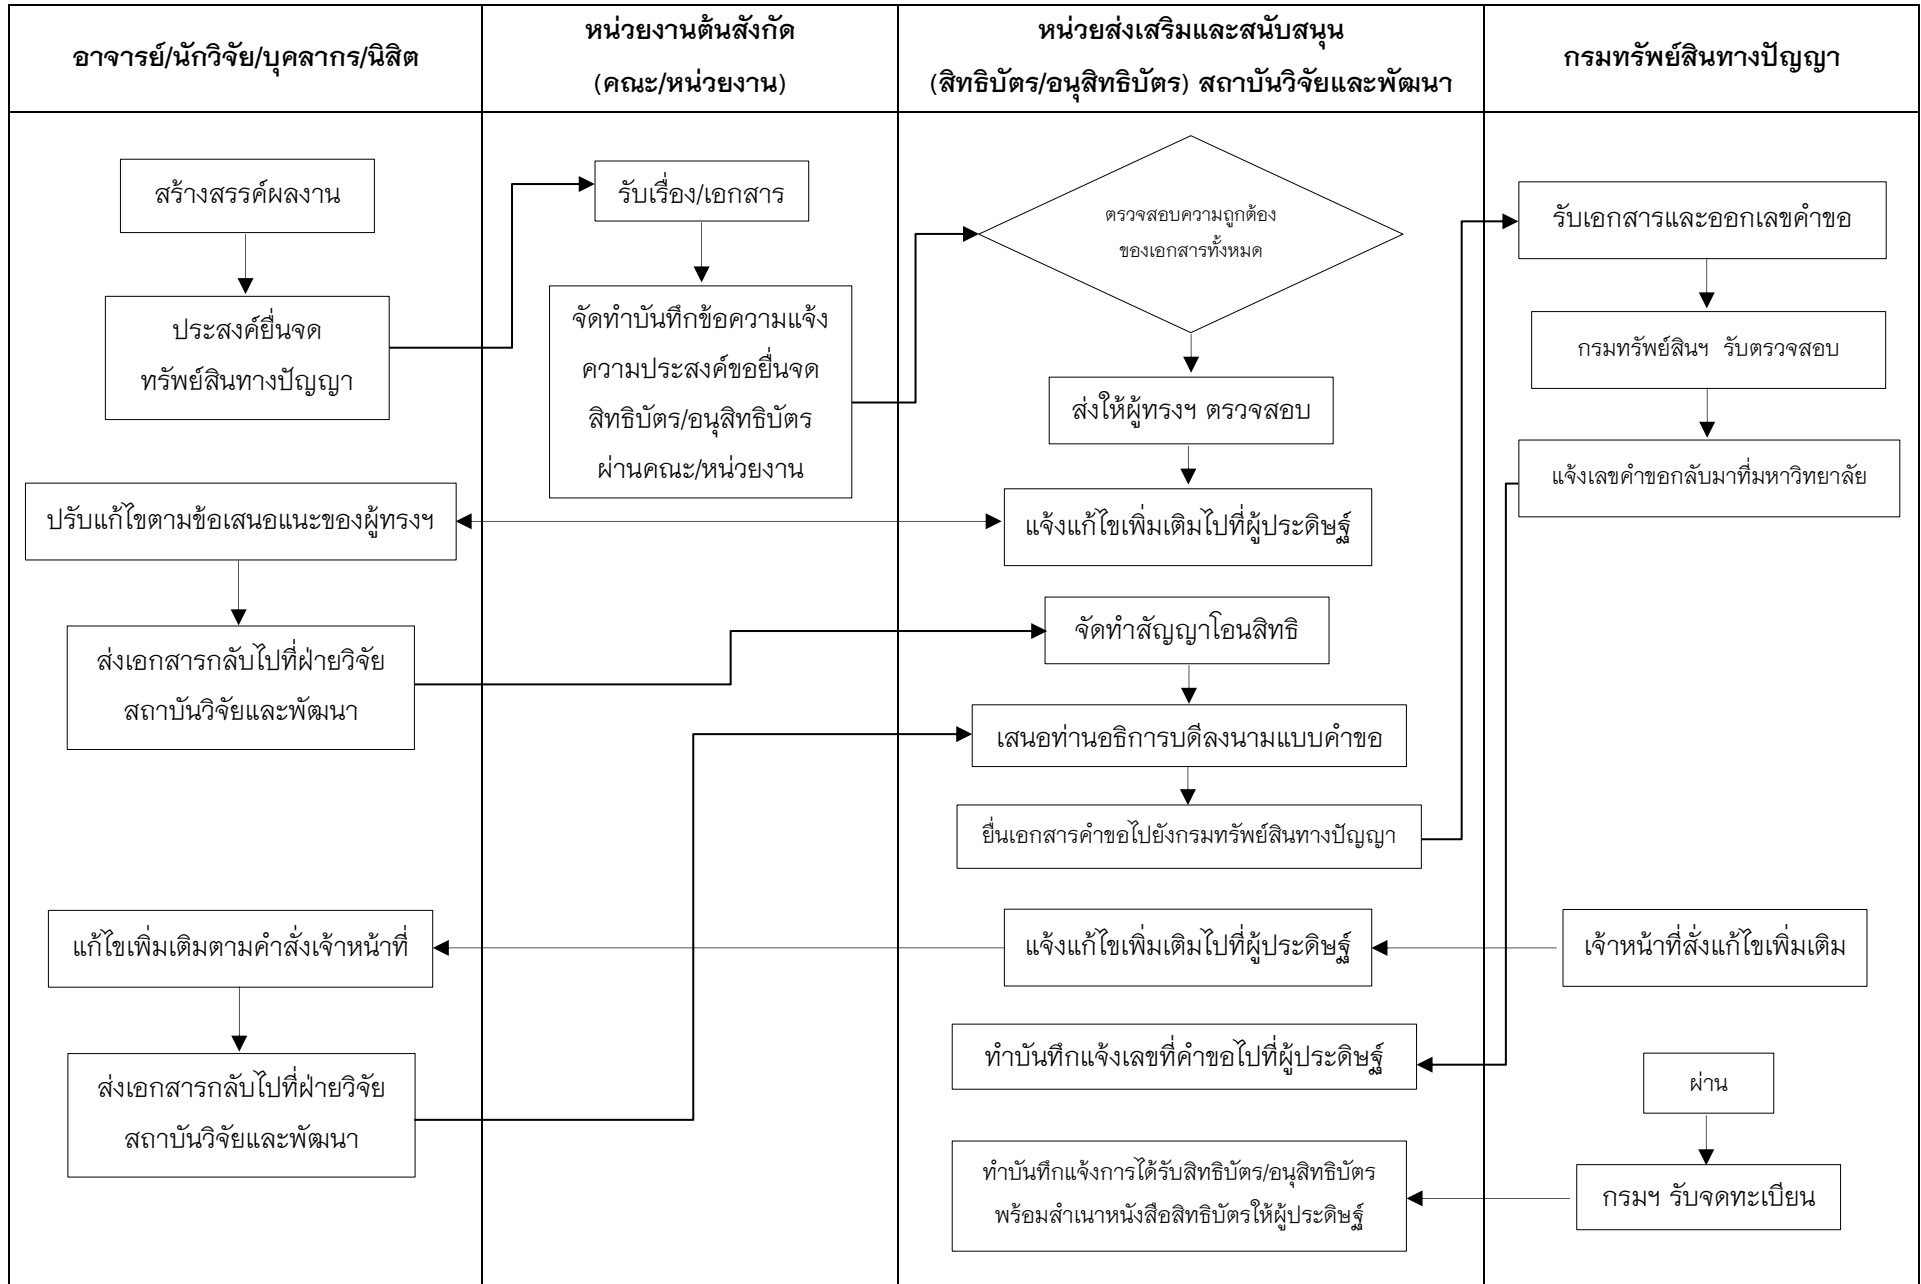 อาจารย์/นักวิจัย/บุคลากร/นิสิต
หน่วยงานต้นสังกัด
(คณะ/หน่วยงาน)
หน่วยส่งเสริมและสนับสนุน
(สิทธิบัตร/อนุสิทธิบัตร) สถาบันวิจัยและพัฒนา
กรมทรัพย์สินทางปัญญา
สร้างสรรค์ผลงาน
ประสงค์ยื่นจด
ทรัพย์สินทางปัญญา
ปรับแก้ไขตามข้อเสนอแนะของผู้ทรงฯ
ส่งเอกสารกลับไปที่ฝ่ายวิจัย
สถาบันวิจัยและพัฒนา
แก้ไขเพิ่มเติมตามคำสั่งเจ้าหน้าที่
ส่งเอกสารกลับไปที่ฝ่ายวิจัย
สถาบันวิจัยและพัฒนา
รับเรื่อง/เอกสาร
จัดทำบันทึกข้อความแจ้ง
ความประสงค์ขอยื่นจด
สิทธิบัตร/อนุสิทธิบัตร
ผ่านคณะ/หน่วยงาน
ตรวจสอบความถูกต้อง
ของเอกสารทั้งหมด
ส่งให้ผู้ทรงฯ ตรวจสอบ
แจ้งแก้ไขเพิ่มเติมไปที่ผู้ประดิษฐ์
จัดทำสัญญาโอนสิทธิ
เสนอท่านอธิการบดีลงนามแบบคำขอ
ยื่นเอกสารคำขอไปยังกรมทรัพย์สินทางปัญญา
แจ้งแก้ไขเพิ่มเติมไปที่ผู้ประดิษฐ์
ทำบันทึกแจ้งเลขที่คำขอไปที่ผู้ประดิษฐ์
ทำบันทึกแจ้งการได้รับสิทธิบัตร/อนุสิทธิบัตร
พร้อมสำเนาหนังสือสิทธิบัตรให้ผู้ประดิษฐ์
รับเอกสารและออกเลขคำขอ
กรมทรัพย์สินฯ รับตรวจสอบ
แจ้งเลขคำขอกลับมาที่มหาวิทยาลัย
เจ้าหน้าที่สั่งแก้ไขเพิ่มเติม
ผ่าน
กรมฯ รับจดทะเบียน